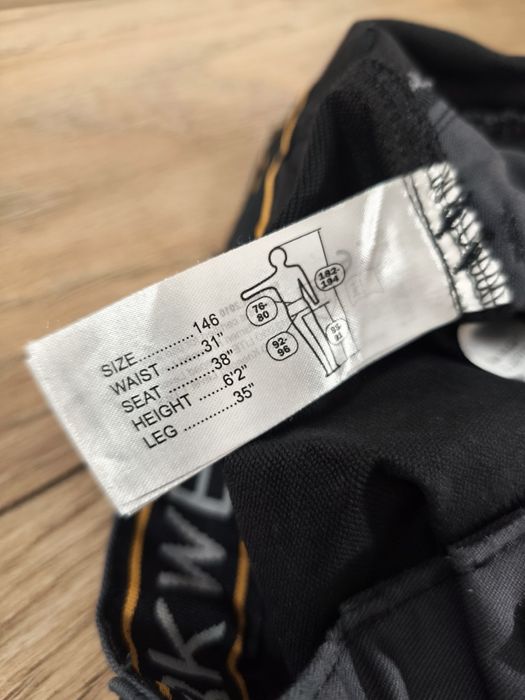 SIZE..............146
WAIST .........31"
SEAT ............38"
HEIGHT .......6'2"
LEG .............35"
182-
194
76-
80
92-
96